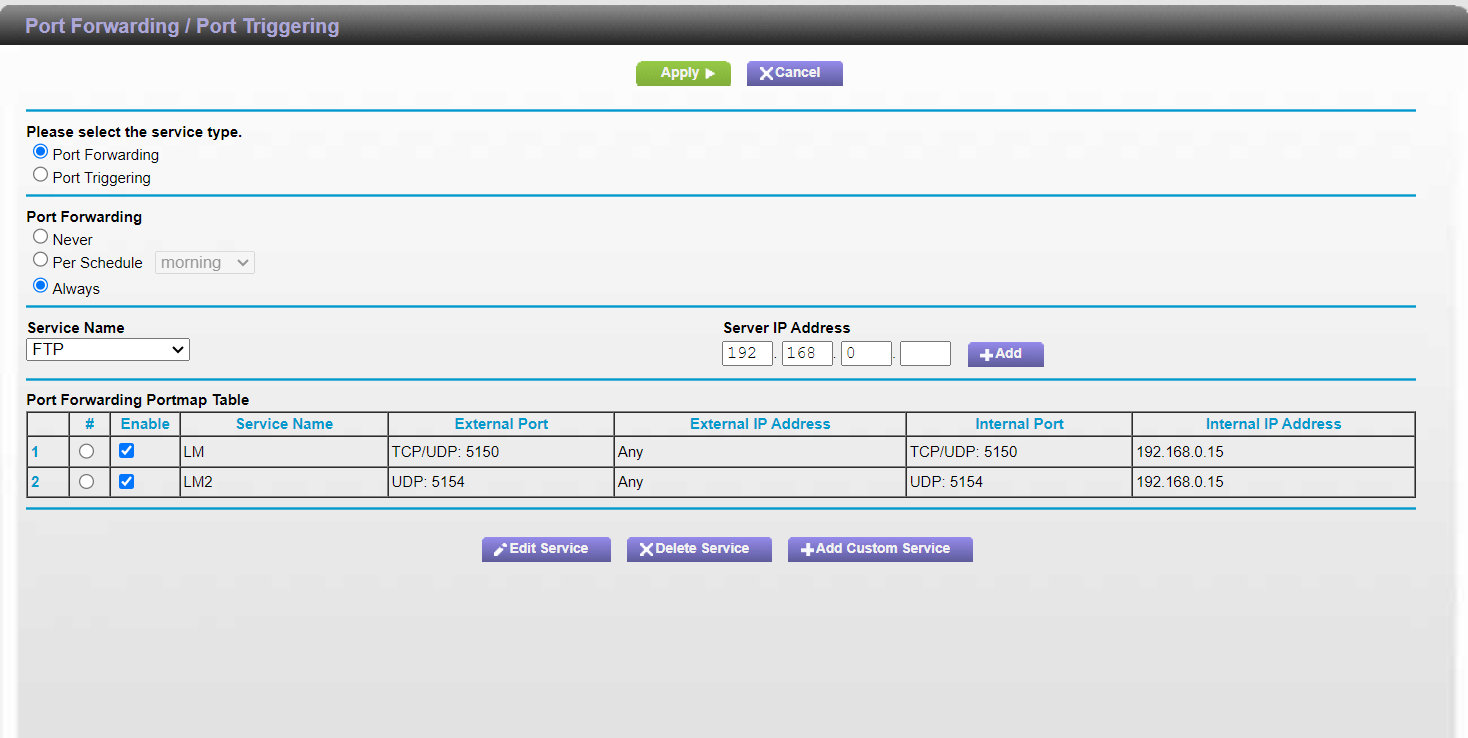 Port Forwarding / Port Triggering
Apply
Cancel
Please select the service type.
Port Forwarding
Port Triggering
Port Forwarding
Never
Per Schedule morning
Always
Service Name Server IP Address
FTP 192 . 168 . 0 . Add
Port Forwarding Portmap Table
# Enable Service Name External Port External IP Address Internal Port Internal IP Address
1 LM TCP/UDP: 5150 Any TCP/UDP: 5150 192.168.0.15
2 LM2 UDP: 5154 Any UDP: 5154 192.168.0.15
Edit Service Delete Service Add Custom Service